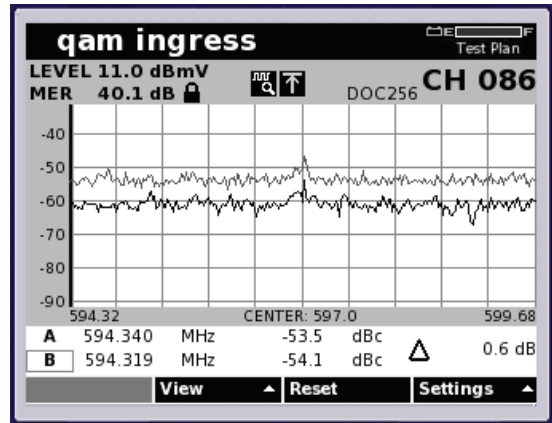 qam ingress
E F
Test Plan
LEVEL 11.0 dBmV
MER 40.1 dB
DOC256 CH 086
-40
-50
-60
-70
-80
-90
594.32 CENTER: 597.0 599.68
A 594.340 MHz -53.5 dBc
B 594.319 MHz -54.1 dBc
Δ 0.6 dB
View Reset Settings